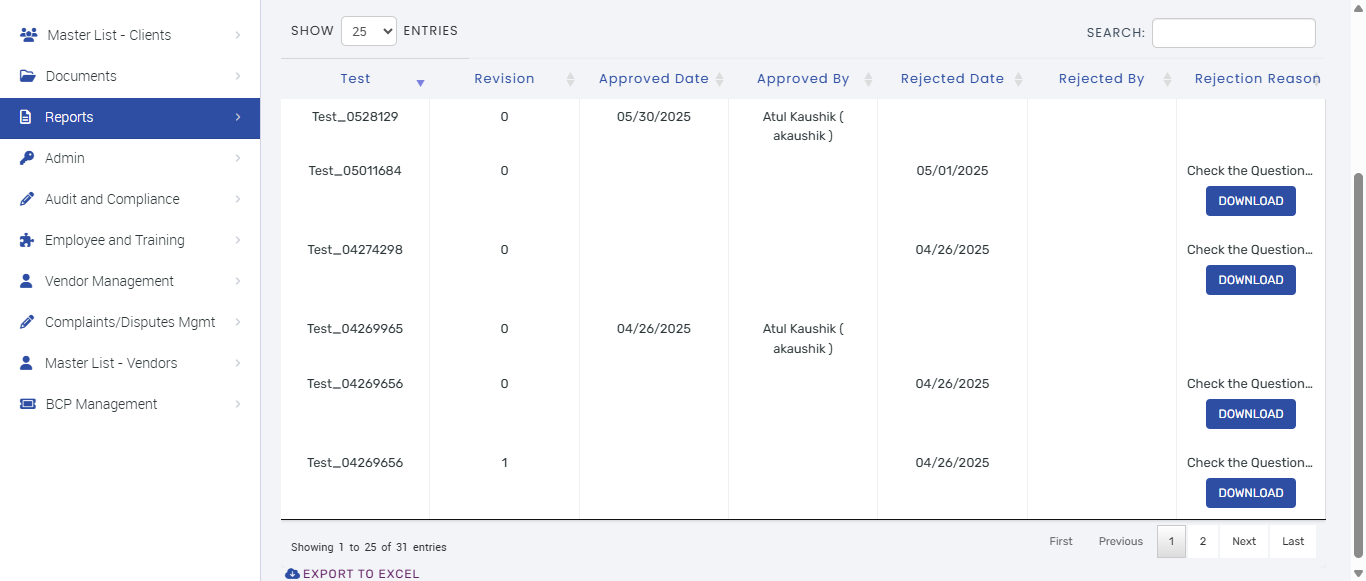 Master List - Clients
Documents
Reports
Admin
Audit and Compliance
Employee and Training
Vendor Management
Complaints/Disputes Mgmt
Master List - Vendors
BCP Management
SHOW 25 ENTRIES
SEARCH:
Test Revision Approved Date Approved By Rejected Date Rejected By Rejection Reason
Test_0528129 0 05/30/2025 Atul Kaushik (
akaushik )
Test_05011684 0 05/01/2025 Check the Question...
DOWNLOAD
Test_04274298 0 04/26/2025 Check the Question...
DOWNLOAD
Test_04269965 0 04/26/2025 Atul Kaushik (
akaushik )
Test_04269656 0 04/26/2025 Check the Question...
DOWNLOAD
Test_04269656 1 04/26/2025 Check the Question...
DOWNLOAD
Showing 1 to 25 of 31 entries
First Previous 1 2 Next Last
EXPORT TO EXCEL